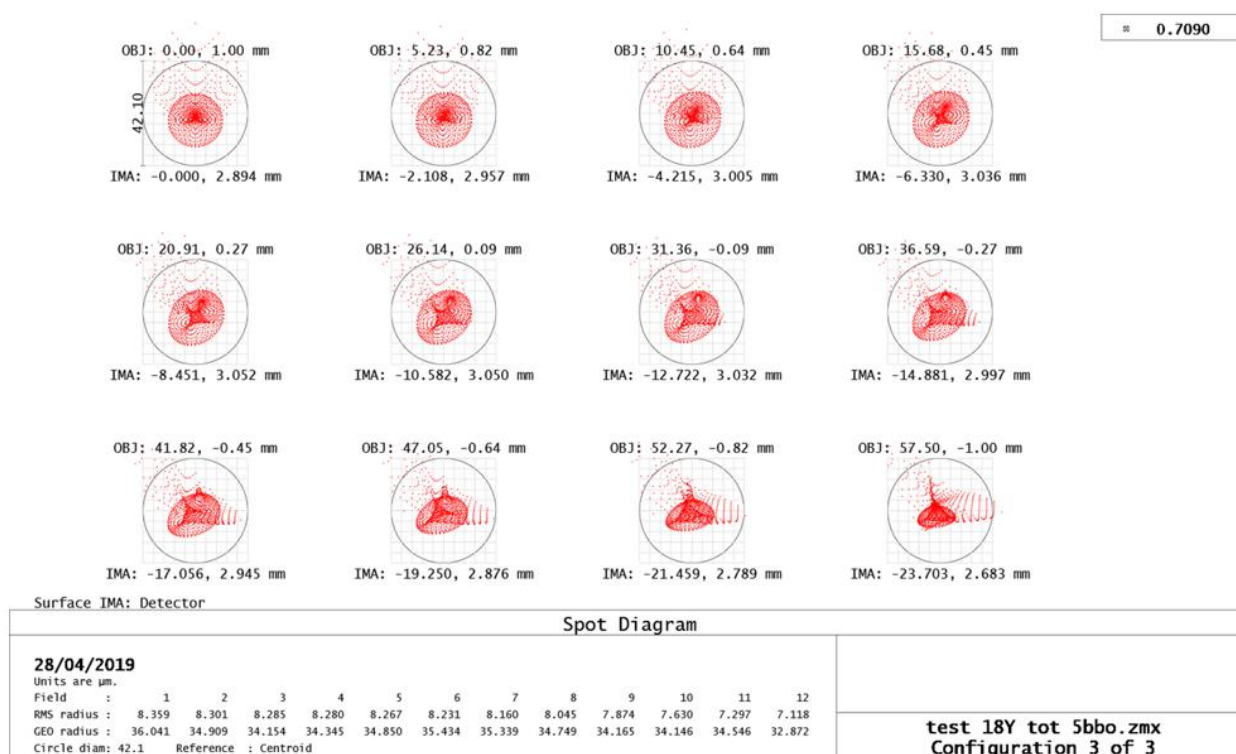 0.7090
OBJ: 0.00, 1.00 mm
OBJ: 5.23, 0.82 mm
OBJ: 10.45, 0.64 mm
OBJ: 15.68, 0.45 mm
42.10
IMA: -0.000, 2.894 mm
IMA: -2.108, 2.957 mm
IMA: -4.215, 3.005 mm
IMA: -6.330, 3.036 mm
OBJ: 20.91, 0.27 mm
OBJ: 26.14, 0.09 mm
OBJ: 31.36, -0.09 mm
OBJ: 36.59, -0.27 mm
IMA: -8.451, 3.052 mm
IMA: -10.582, 3.050 mm
IMA: -12.722, 3.032 mm
IMA: -14.881, 2.997 mm
OBJ: 41.82, -0.45 mm
OBJ: 47.05, -0.64 mm
OBJ: 52.27, -0.82 mm
OBJ: 57.50, -1.00 mm
IMA: -17.056, 2.945 mm
IMA: -19.250, 2.876 mm
IMA: -21.459, 2.789 mm
IMA: -23.703, 2.683 mm
Surface IMA: Detector
Spot Diagram
28/04/2019
Units are µm.
Field : 1 2 3 4 5 6 7 8 9 10 11 12
RMS radius : 8.359 8.301 8.285 8.280 8.267 8.231 8.160 8.045 7.874 7.630 7.297 7.118
GEO radius : 36.041 34.909 34.154 34.345 34.850 35.434 35.339 34.749 34.165 34.146 34.546 32.872
Circle diam: 42.1 Reference : Centroid
test 18Y tot 5bbo.zmx
Configuration 3 of 3